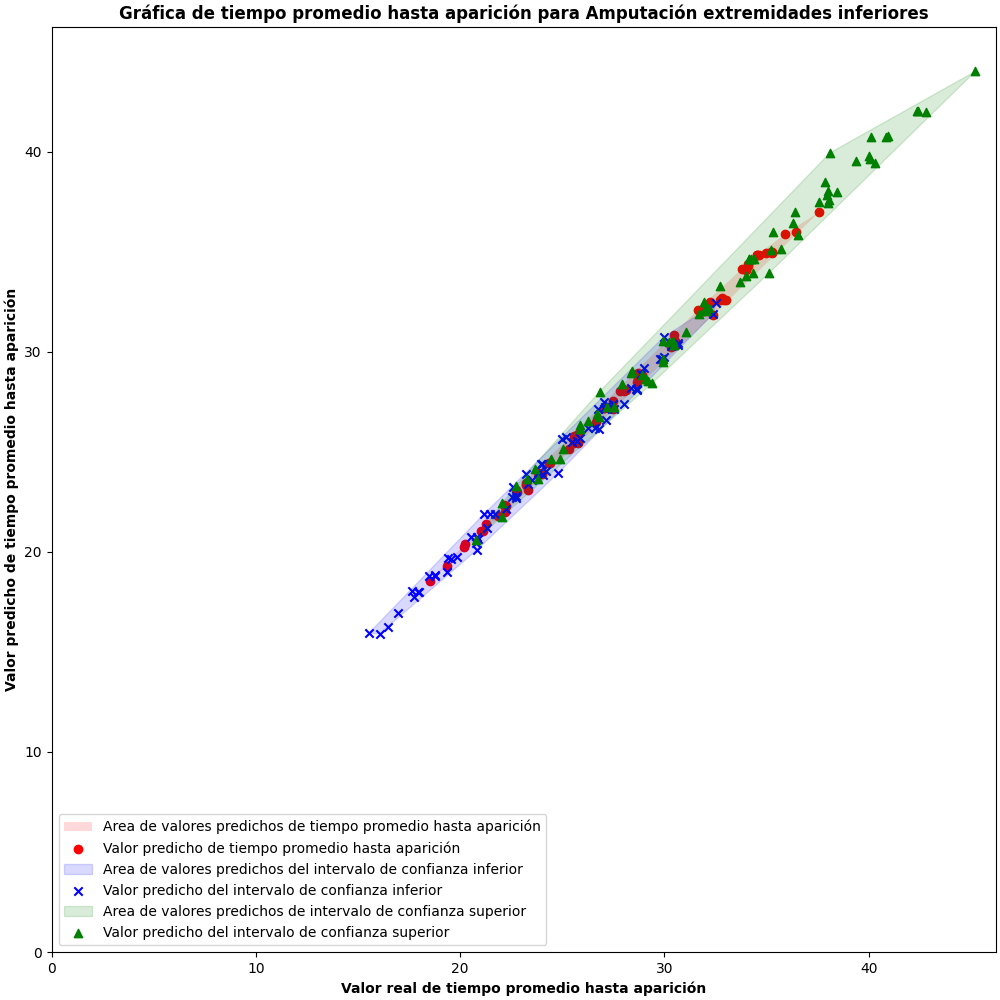 Gráfica de tiempo promedio hasta aparición para Amputación extremidades inferiores
Valor predicho de tiempo promedio hasta aparición
40
30
20
10
0
Area de valores predichos de tiempo promedio hasta aparición
Valor predicho de tiempo promedio hasta aparición
Area de valores predichos del intervalo de confianza inferior
Valor predicho del intervalo de confianza inferior
Area de valores predichos de intervalo de confianza superior
Valor predicho del intervalo de confianza superior
0 10 20 30 40
Valor real de tiempo promedio hasta aparición